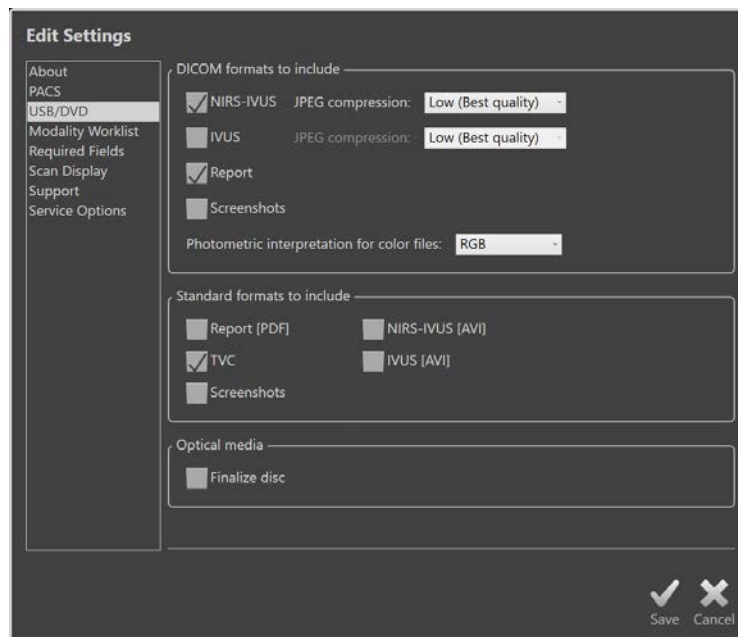 Edit Settings
About
PACS
USB/DVD
Modality Worklist
Required Fields
Scan Display
Support
Service Options
DICOM formats to include
NIRS-IVUS JPEG compression: Low (Best quality)
IVUS JPEG compression: Low (Best quality)
Report
Screenshots
Photometric interpretation for color files: RGB
Standard formats to include
Report [PDF] NIRS-IVUS [AVI]
TVC IVUS [AVI]
Screenshots
Optical media
Finalize disc
Save Cancel